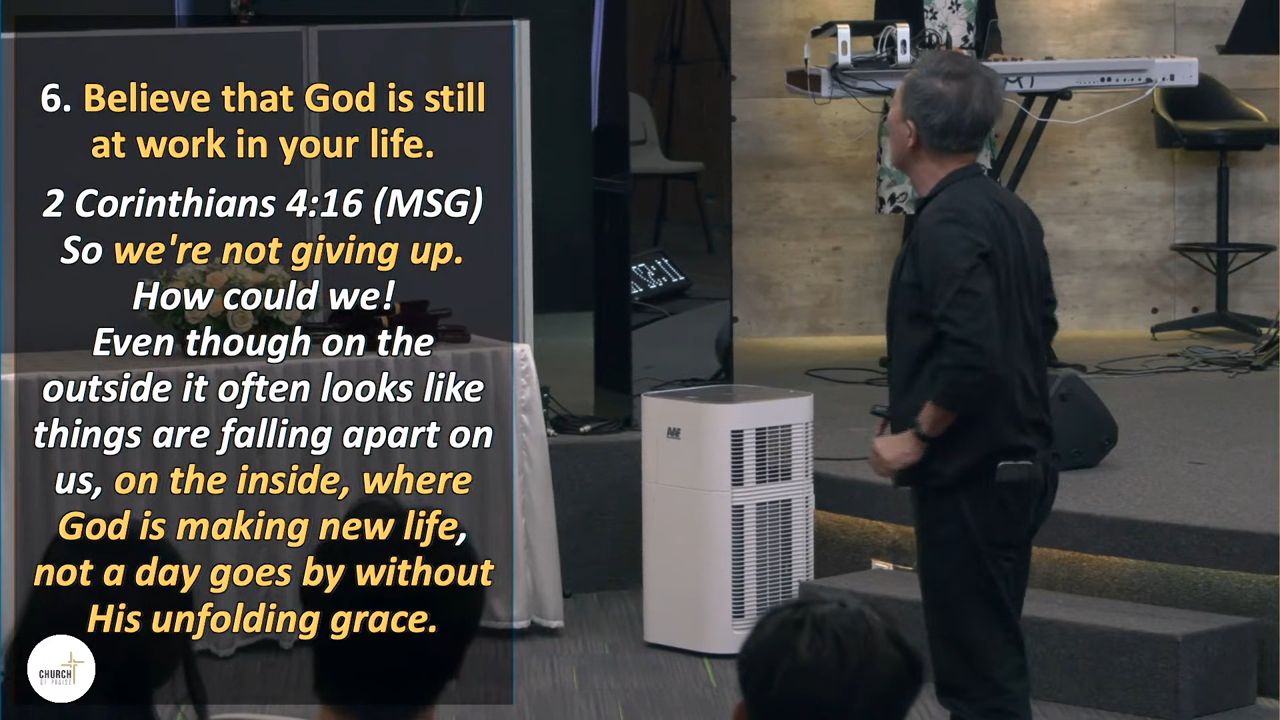 6. Believe that God is still
at work in your life.
2 Corinthians 4:16 (MSG)
So we're not giving up.
How could we!
Even though on the
outside it often looks like
things are falling apart on
us, on the inside, where
God is making new life,
not a day goes by without
His unfolding grace.
CHURCH
OF PRAISE